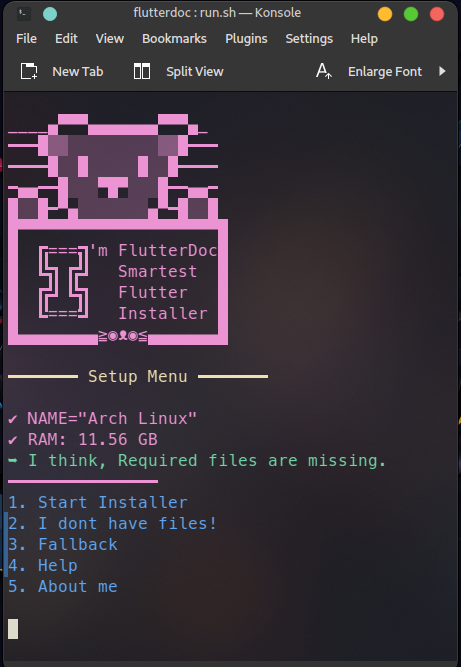 flutterdoc : run.sh — Konsole
File Edit View Bookmarks Plugins Settings Help
New Tab Split View Enlarge Font
I'm FlutterDoc
Smartest
Flutter
Installer
≥◉ᴥ◉≤
Setup Menu
✔ NAME="Arch Linux"
✔ RAM: 11.56 GB
➥ I think, Required files are missing.
1. Start Installer
2. I dont have files!
3. Fallback
4. Help
5. About me